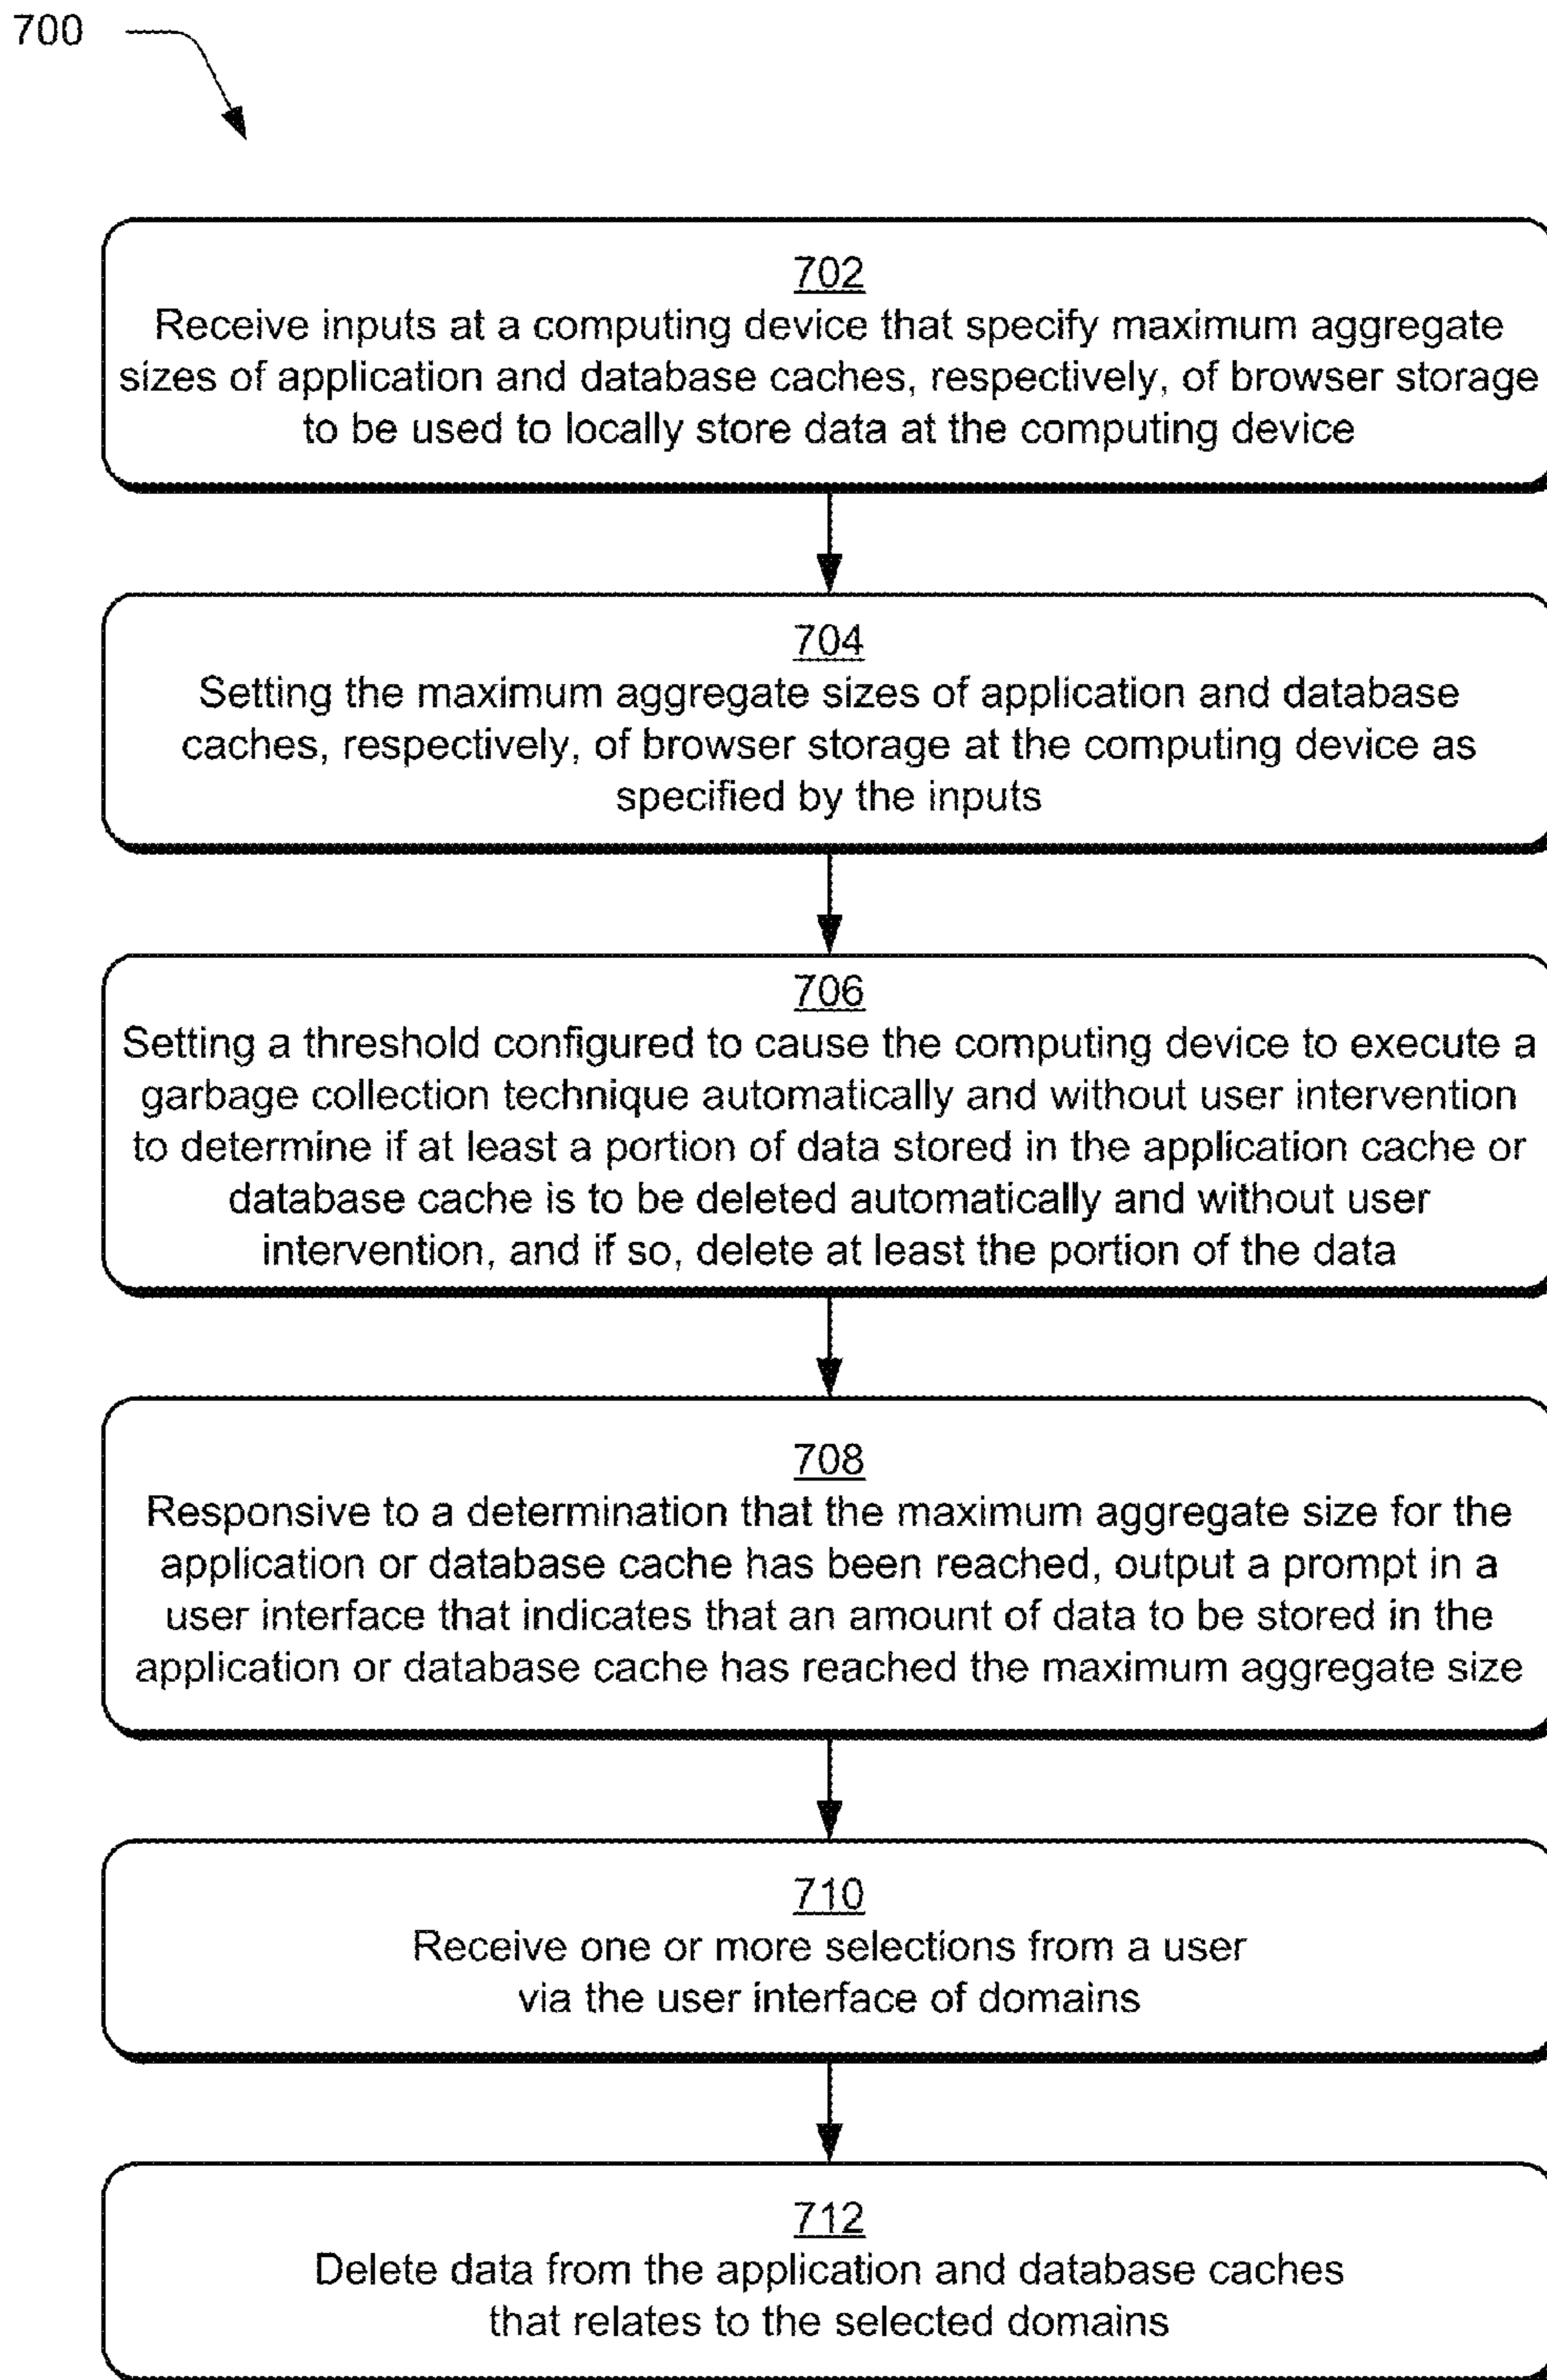 700
702
Receive inputs at a computing device that specify maximum aggregate
sizes of application and database caches, respectively, of browser storage
to be used to locally store data at the computing device
704
Setting the maximum aggregate sizes of application and database
caches, respectively, of browser storage at the computing device as
specified by the inputs
706
Setting a threshold configured to cause the computing device to execute a
garbage collection technique automatically and without user intervention
to determine if at least a portion of data stored in the application cache or
database cache is to be deleted automatically and without user
intervention, and if so, delete at least the portion of the data
708
Responsive to a determination that the maximum aggregate size for the
application or database cache has been reached, output a prompt in a
user interface that indicates that an amount of data to be stored in the
application or database cache has reached the maximum aggregate size
710
Receive one or more selections from a user
via the user interface of domains
712
Delete data from the application and database caches
that relates to the selected domains